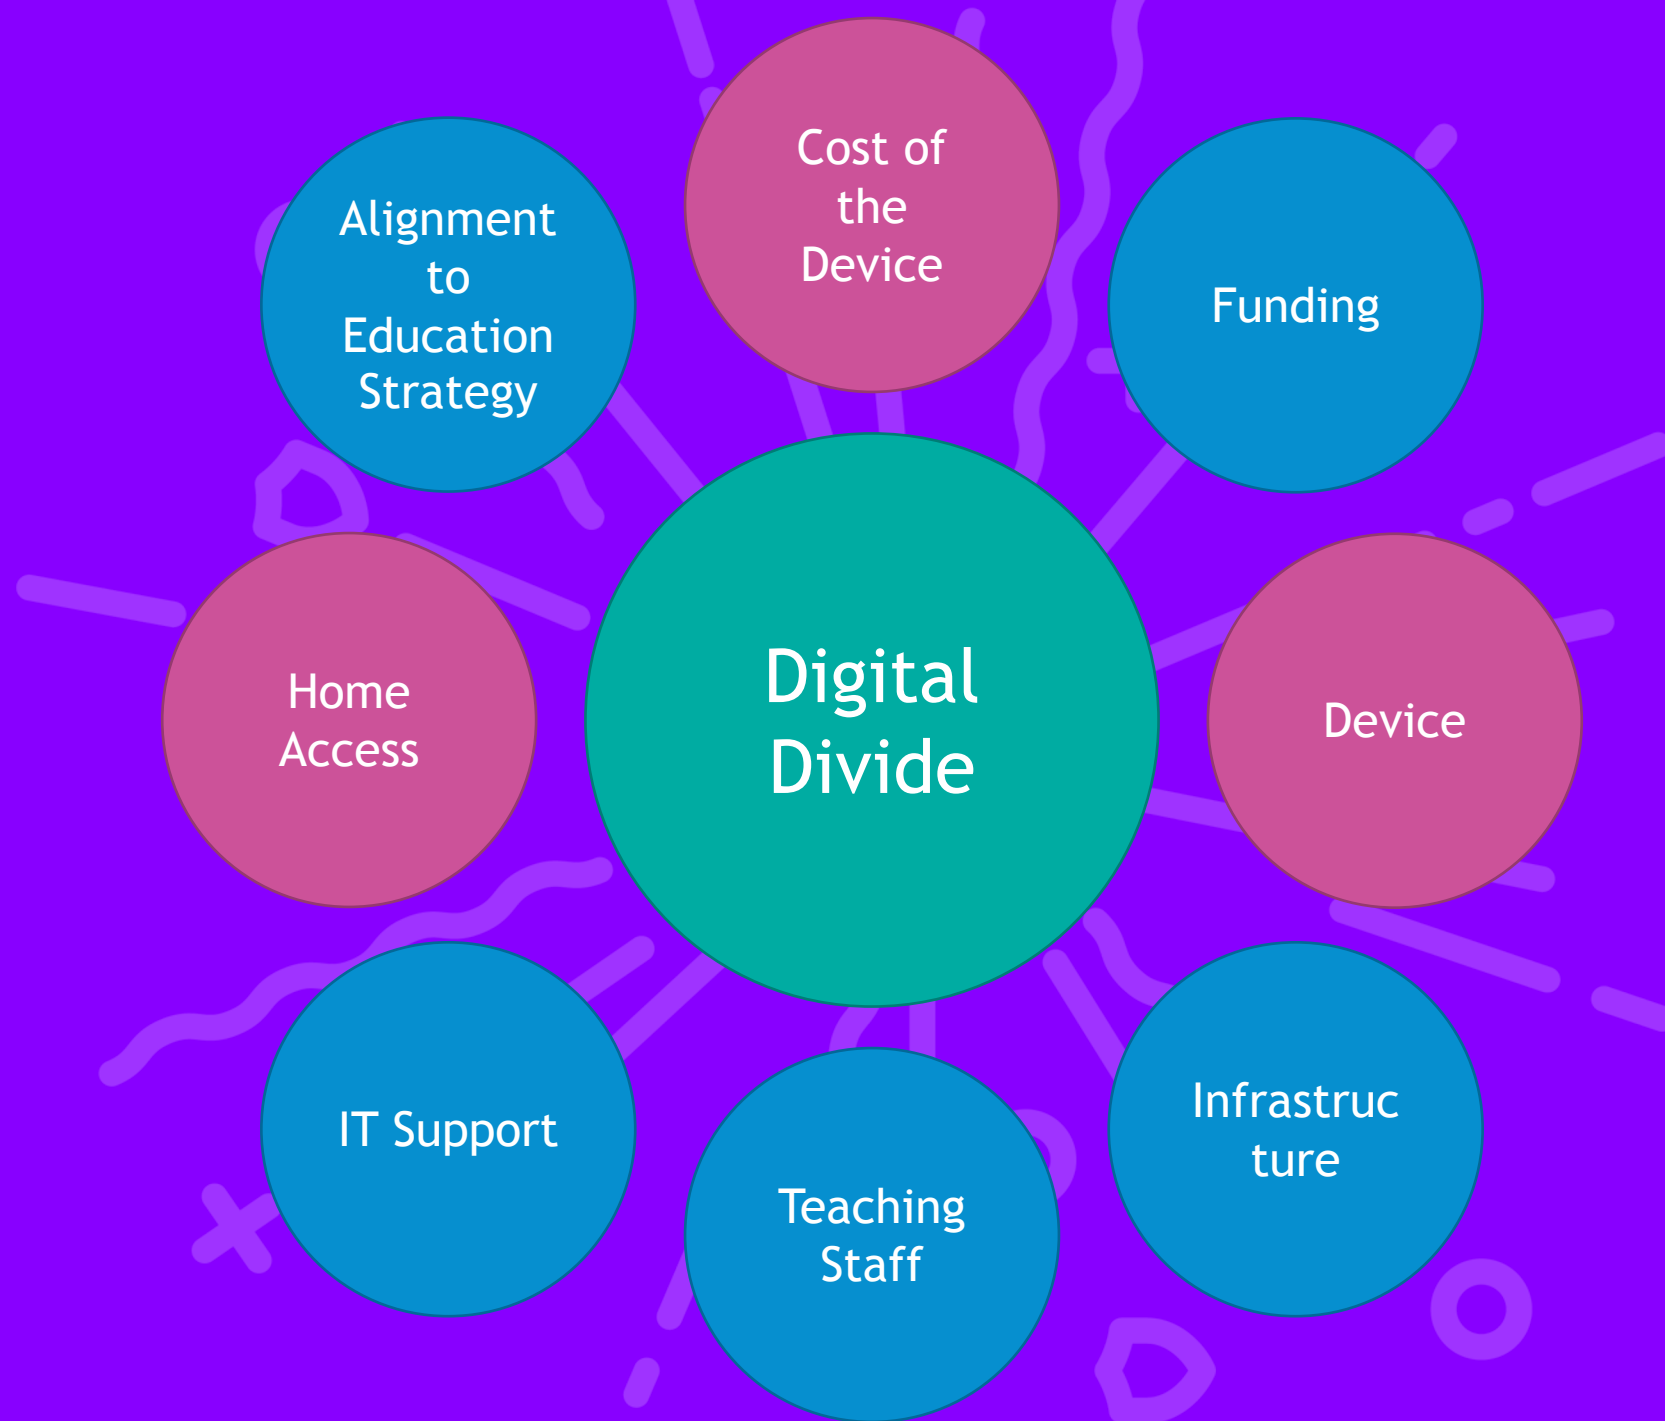 Cost of
the
Device
Alignment
to
Education
Strategy
Funding
Home
Access
Digital
Divide
Device
IT Support
Teaching
Staff
Infrastruc
ture